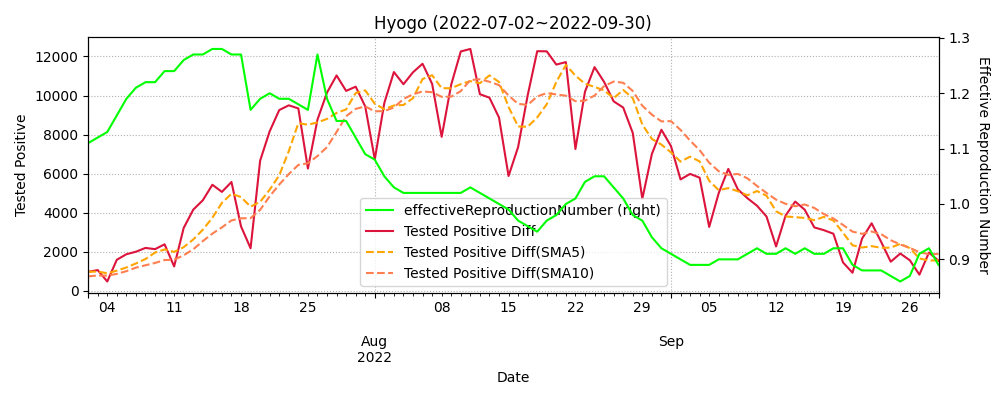 Hyogo (2022-07-02~2022-09-30)
12000
10000
8000
6000
4000
2000
0
Tested Positive
1.3
1.2
1.1
1.0
0.9
Effective Reproduction Number
effectiveReproductionNumber (right)
Tested Positive Diff
Tested Positive Diff(SMA5)
Tested Positive Diff(SMA10)
04 11 18 25 08 15 22 29 05 12 19 26
Aug Sep
2022
Date